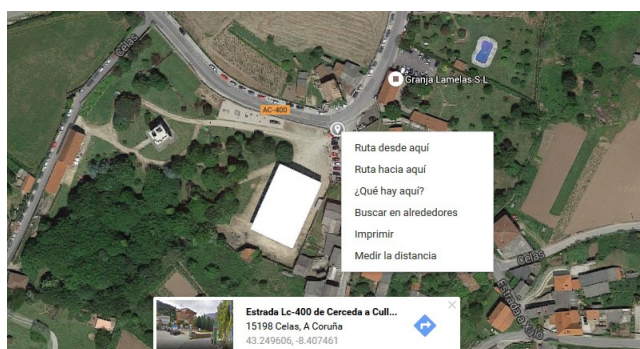 Celas
Granja Lamelas S L
AC-400
Ruta desde aquí
Ruta hacia aquí
¿Qué hay aquí?
Buscar en alrededores
Imprimir
Medir la distancia
Celas
Estrada a
Estrada Lc-400 de Cerceda a Cull...
15198 Celas, A Coruña
43.249606, -8.407461